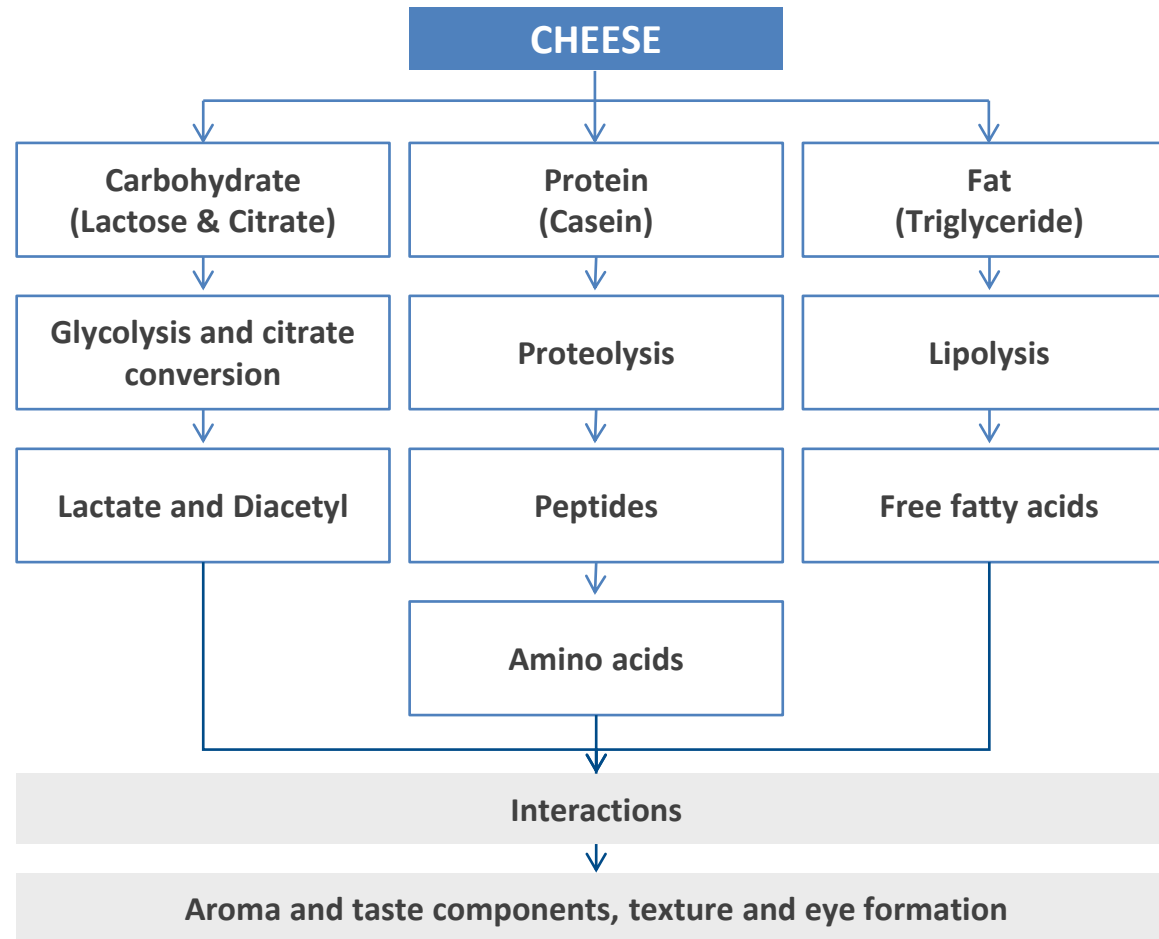 CHEESE
Carbohydrate
(Lactose & Citrate)
Protein
(Casein)
Fat
(Triglyceride)
Glycolysis and citrate
conversion
Proteolysis
Lipolysis
Lactate and Diacetyl
Peptides
Free fatty acids
Amino acids
Interactions
Aroma and taste components, texture and eye formation